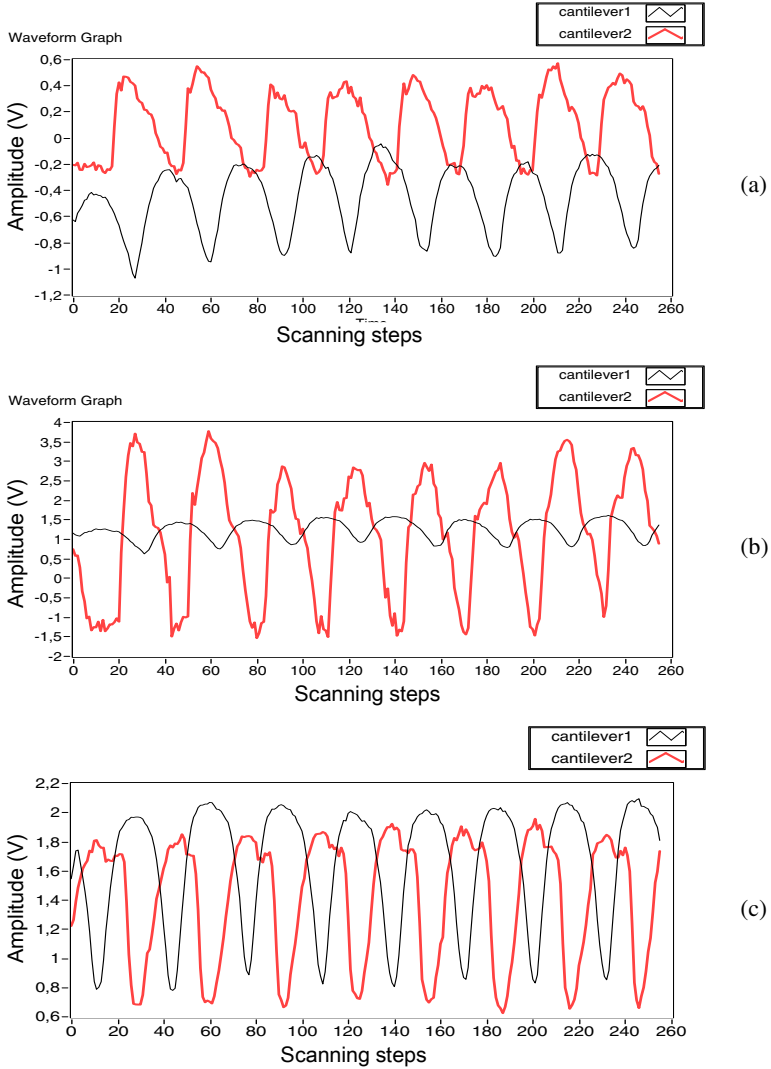 cantilever1
cantilever2
Waveform Graph
Amplitude (V)
0,6
0,4
0,2
0
-0,2
-0,4
-0,6
-0,8
-1
-1,2
0 20 40 60 80 100 120 140 160 180 200 220 240 260
Time
Scanning steps
(a)
cantilever1
cantilever2
Waveform Graph
Amplitude (V)
4
3,5
3
2,5
2
1,5
1
0,5
0
-0,5
-1
-1,5
-2
0 20 40 60 80 100 120 140 160 180 200 220 240 260
Scanning steps
(b)
cantilever1
cantilever2
Amplitude (V)
2,2
2
1,8
1,6
1,4
1,2
1
0,8
0,6
0 20 40 60 80 100 120 140 160 180 200 220 240 260
Scanning steps
(c)